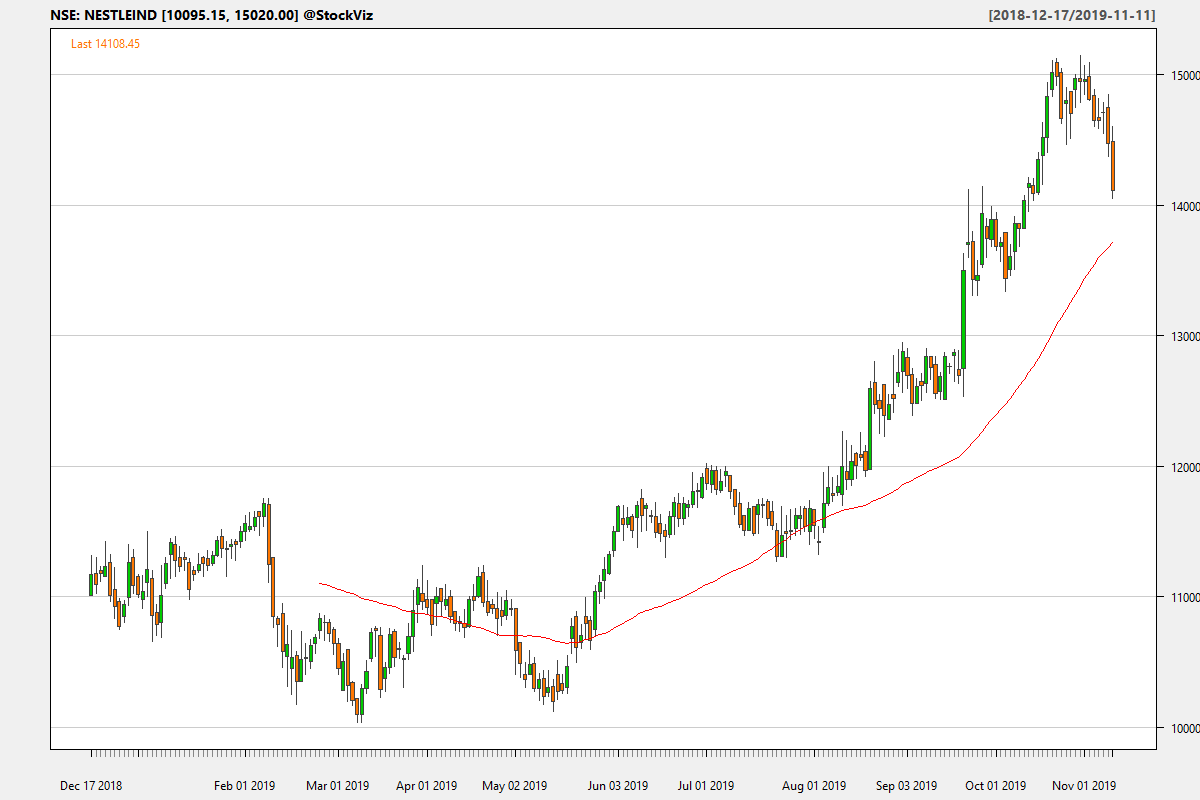 NSE: NESTLEIND [10095.15, 15020.00] @StockViz
[2018-12-17/2019-11-11]
Last 14108.45
15000
14000
13000
12000
11000
10000
Dec 17 2018
Feb 01 2019
Mar 01 2019
Apr 01 2019
May 02 2019
Jun 03 2019
Jul 01 2019
Aug 01 2019
Sep 03 2019
Oct 01 2019
Nov 01 2019